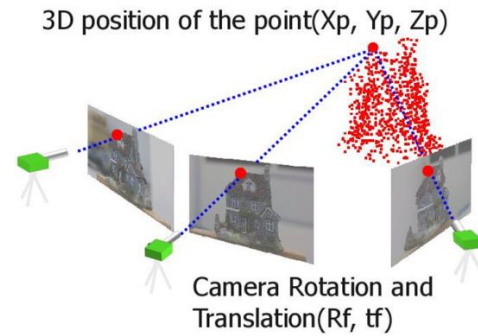 3D position of the point(Xp, Yp, Zp)
Camera Rotation and
Translation(Rf, tf)